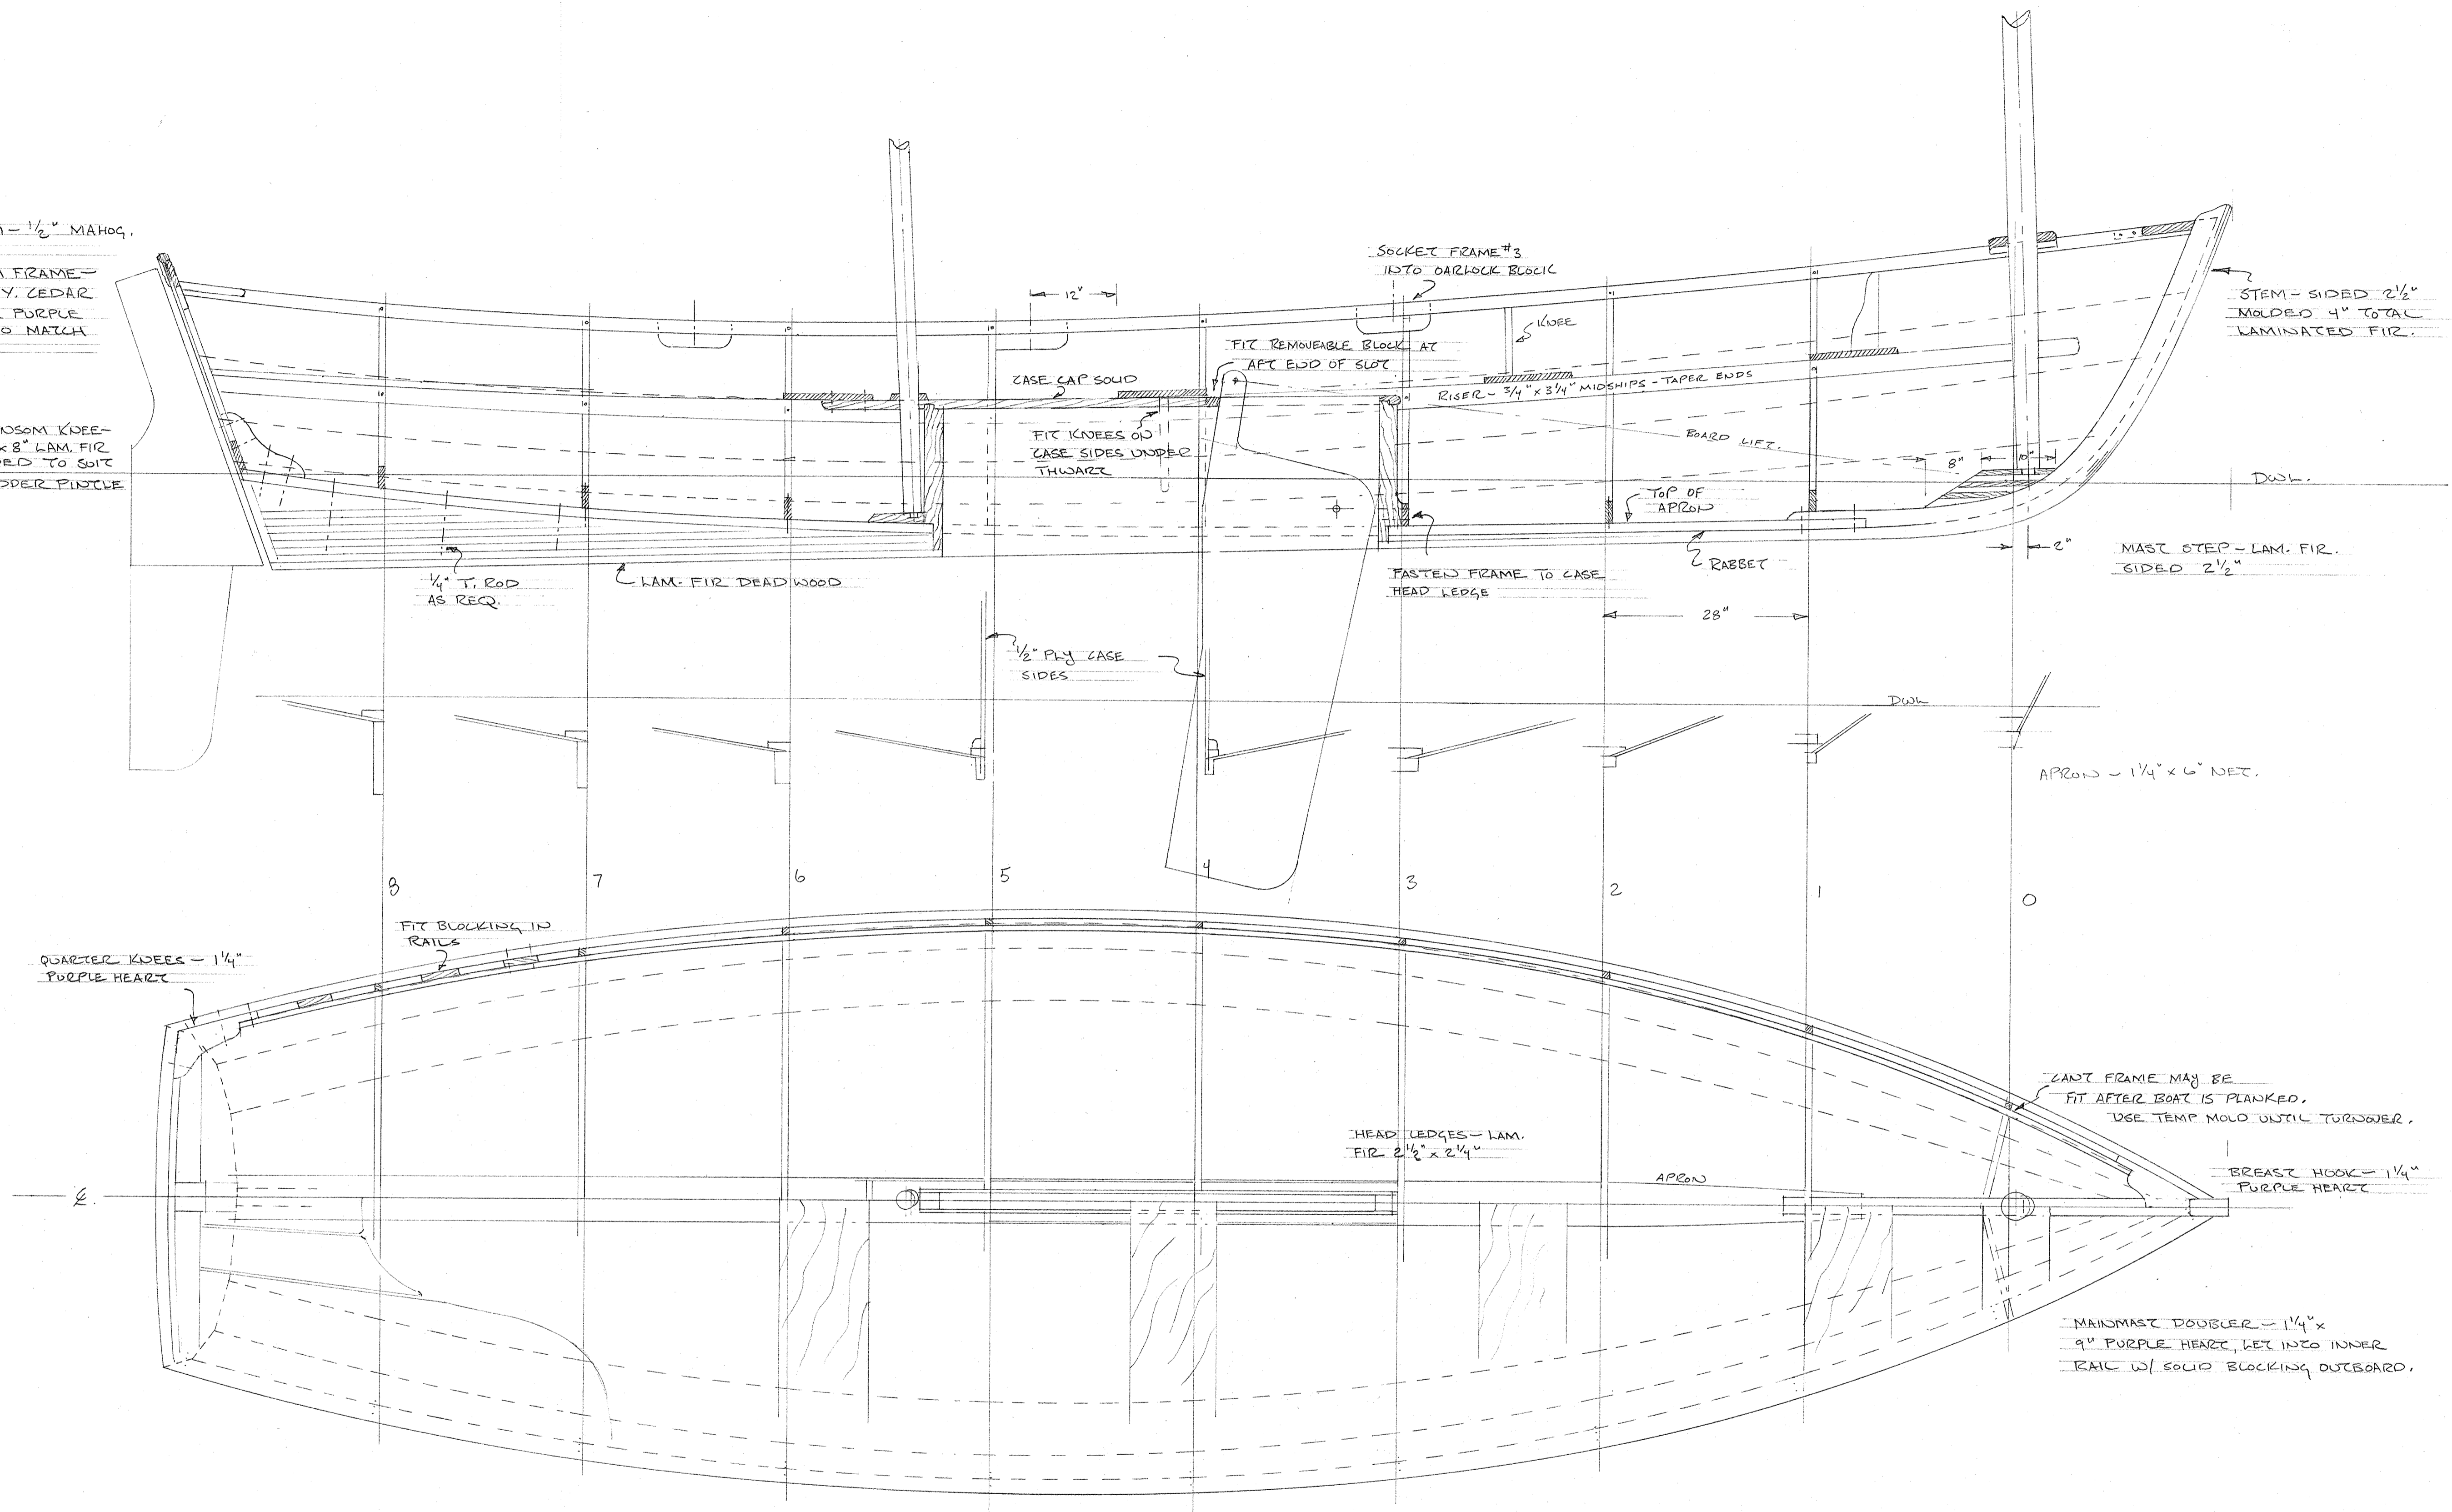 - 1/2" MAHOG.
FRAME-
Y. CEDAR
PURPLE
TO MATCH
NSOM KNEE-
x 8" LAM. FIR
ED TO SUIT
DDER PINTLE
12"
SOCKET FRAME #3
INTO OARLOCK BLOCK
KNEE
FIT REMOVEABLE BLOCK AT
AFT END OF SLOT
CASE CAP SOLID
RISER - 3/4" x 3 1/4" MIDSHIPS - TAPER ENDS
STEM - SIDED 2 1/2"
MOLDED 4" TOTAL
LAMINATED FIR.
FIT KNEES ON
CASE SIDES UNDER
THWART
BOARD LIFT.
8"
10"
DWL.
TOP OF
APRON
RABBET
2"
MAST STEP - LAM. FIR.
SIDED 2 1/2"
1/4" T. ROD
AS REQ.
LAM. FIR DEADWOOD
FASTEN FRAME TO CASE
HEAD LEDGE
28"
1/2" PLY CASE
SIDES
DWL
APRON - 1 1/4" x 6" NET.
8
7
6
5
4
3
2
1
0
FIT BLOCKING IN
RAILS
QUARTER KNEES - 1 1/4"
PURPLE HEART
CANT FRAME MAY BE
FIT AFTER BOAT IS PLANKED.
USE TEMP MOLD UNTIL TURNOVER.
HEAD LEDGES - LAM.
FIR 2 1/2" x 2 1/4"
APRON
BREAST HOOK - 1 1/4"
PURPLE HEART
℄.
MAINMAST DOUBLER - 1 1/4" x
9" PURPLE HEART, LET INTO INNER
RAIL W/ SOLID BLOCKING OUTBOARD.